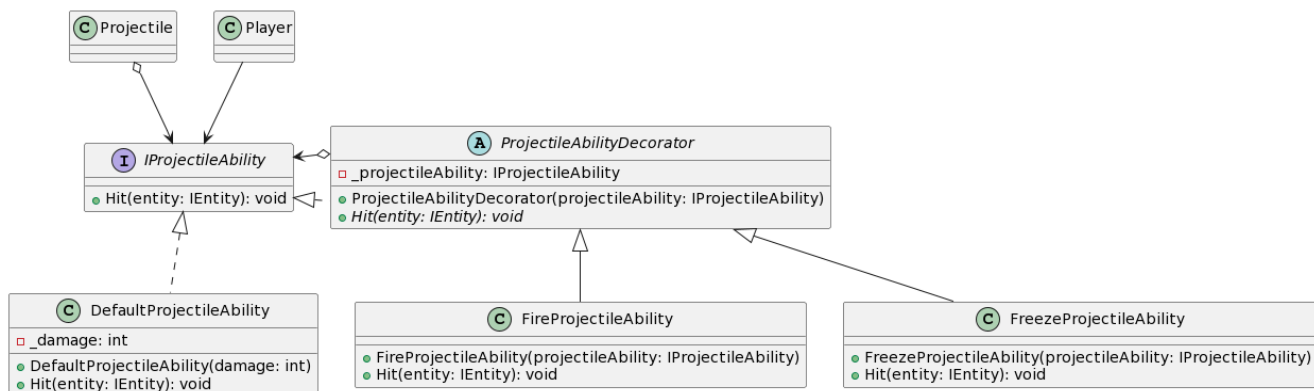 C Projectile
C Player
I IProjectileAbility
Hit(entity: IEntity): void
A ProjectileAbilityDecorator
_projectileAbility: IProjectileAbility
ProjectileAbilityDecorator(projectileAbility: IProjectileAbility)
Hit(entity: IEntity): void
C DefaultProjectileAbility
_damage: int
DefaultProjectileAbility(damage: int)
Hit(entity: IEntity): void
C FireProjectileAbility
FireProjectileAbility(projectileAbility: IProjectileAbility)
Hit(entity: IEntity): void
C FreezeProjectileAbility
FreezeProjectileAbility(projectileAbility: IProjectileAbility)
Hit(entity: IEntity): void